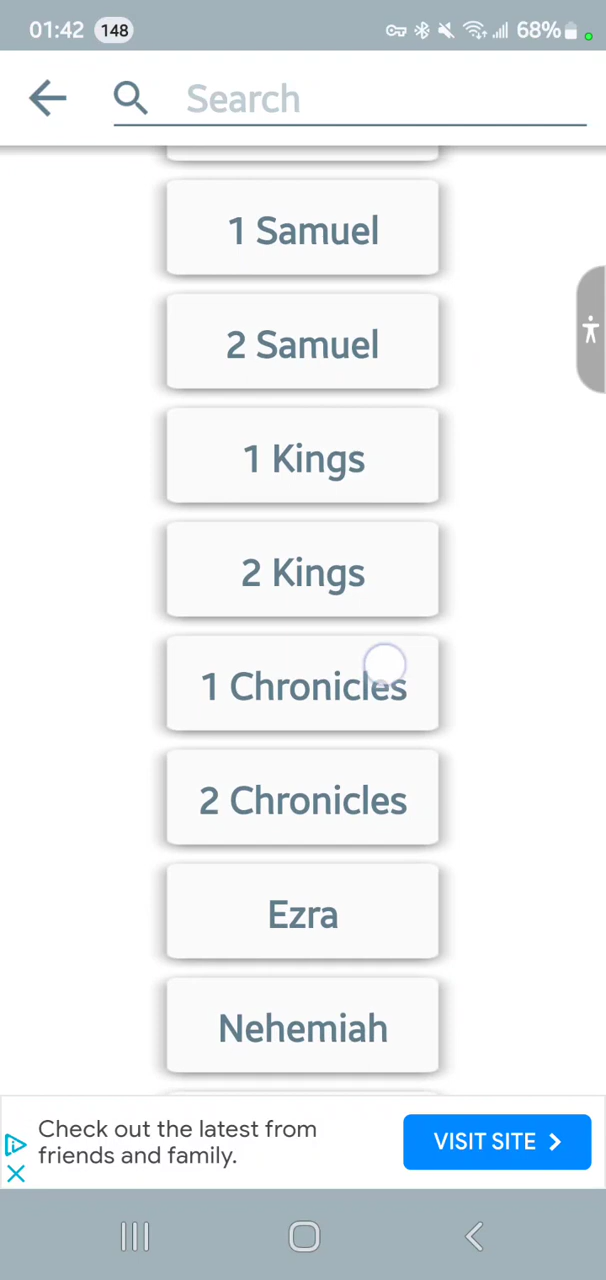 01:42 148 68%
Search
1 Samuel
2 Samuel
1 Kings
2 Kings
1 Chronicles
2 Chronicles
Ezra
Nehemiah
Check out the latest from
friends and family.
VISIT SITE